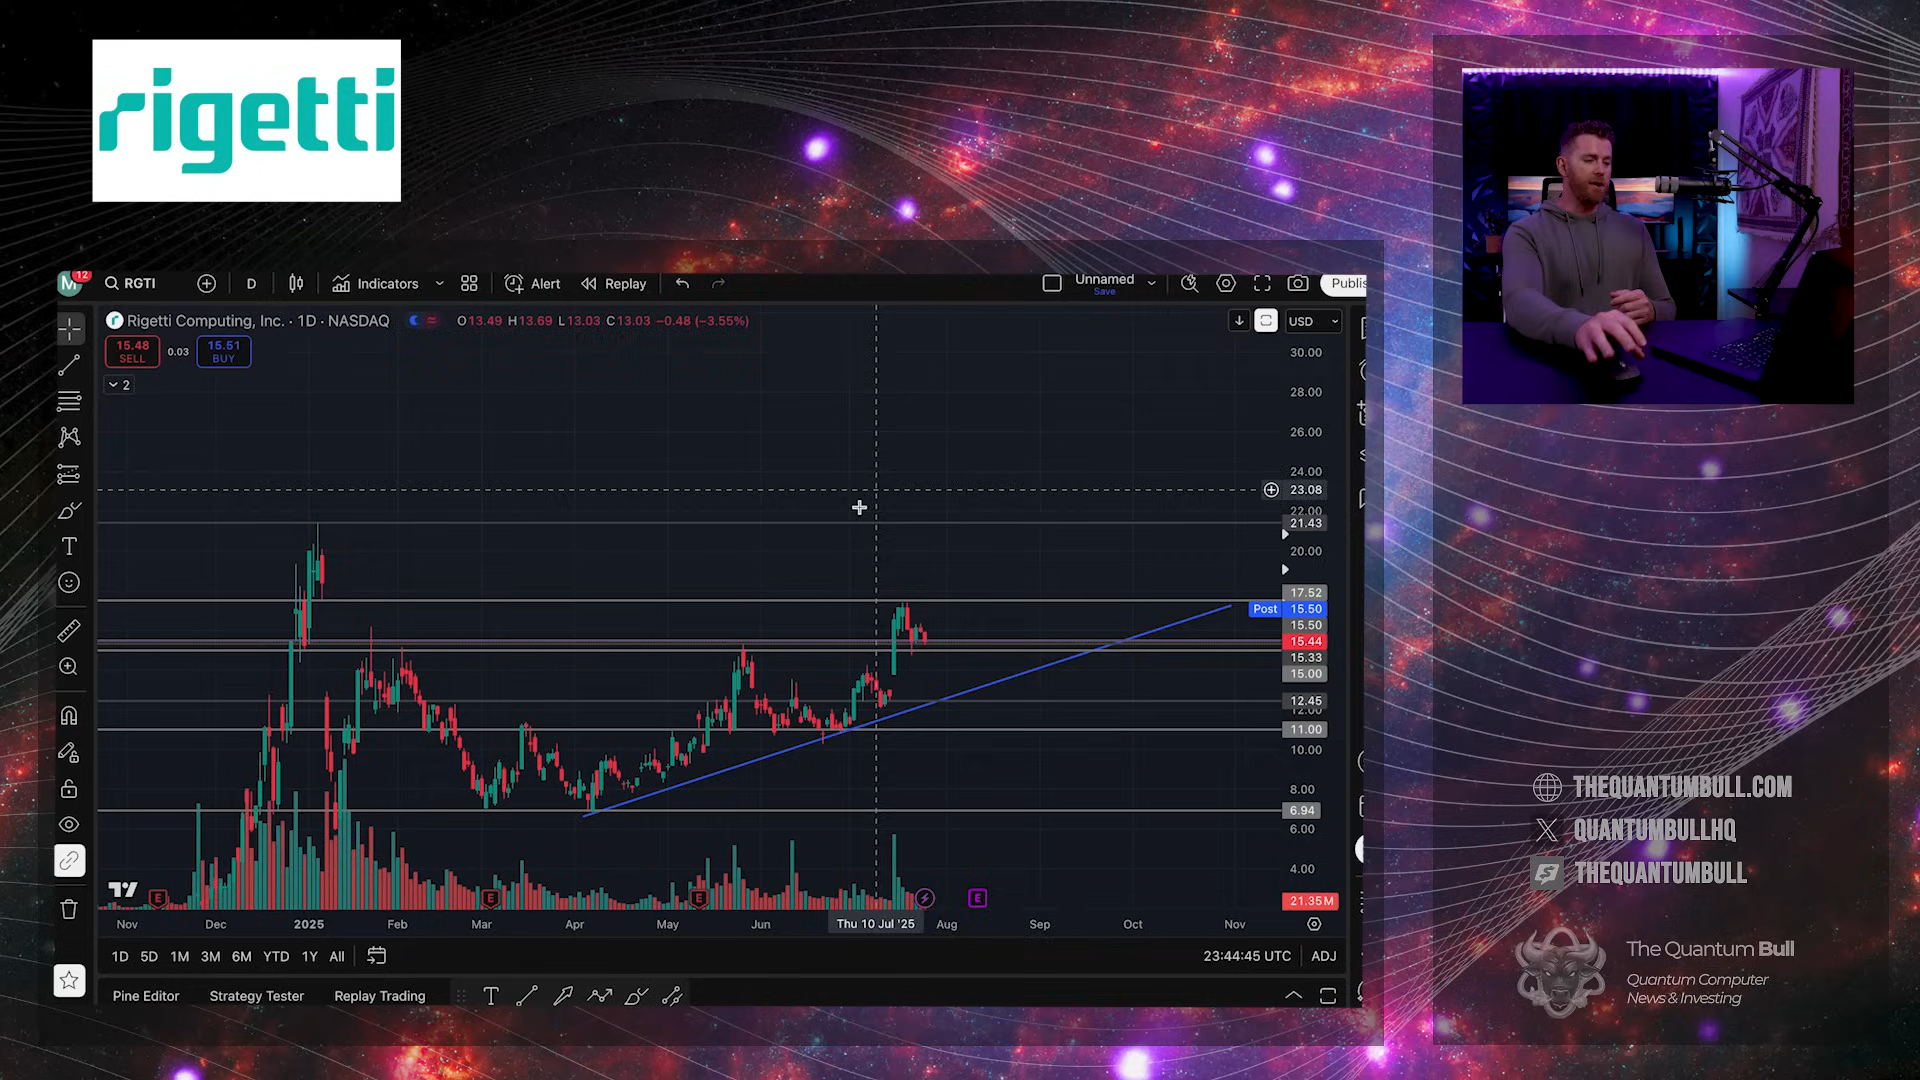 rigetti
M 12 RGTI D Indicators Alert Replay Unnamed Save Publis
Rigetti Computing, Inc. · 1D · NASDAQ O13.49 H13.69 L13.03 C13.03 −0.48 (−3.55%) USD
15.48 SELL 0.03 15.51 BUY
2
30.00
28.00
26.00
24.00
23.08
22.00
21.43
20.00
17.52
Post 15.50
15.50
15.44
15.33
15.00
12.45
12.00
11.00
10.00
8.00
6.94
6.00
4.00
21.35M
E E E E
Nov Dec 2025 Feb Mar Apr May Jun Thu 10 Jul '25 Aug Sep Oct Nov
1D 5D 1M 3M 6M YTD 1Y All 23:44:45 UTC ADJ
Pine Editor Strategy Tester Replay Trading
THEQUANTUMBULL.COM
QUANTUMBULLHQ
THEQUANTUMBULL
The Quantum Bull
Quantum Computer
News & Investing